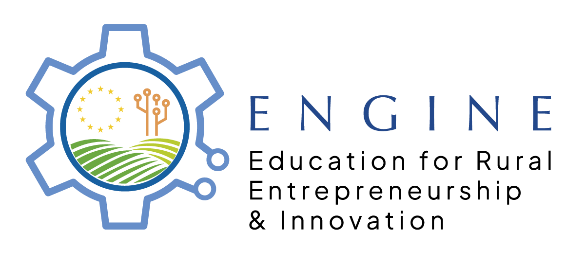 ENGINE
Education for Rural
Entrepreneurship
& Innovation